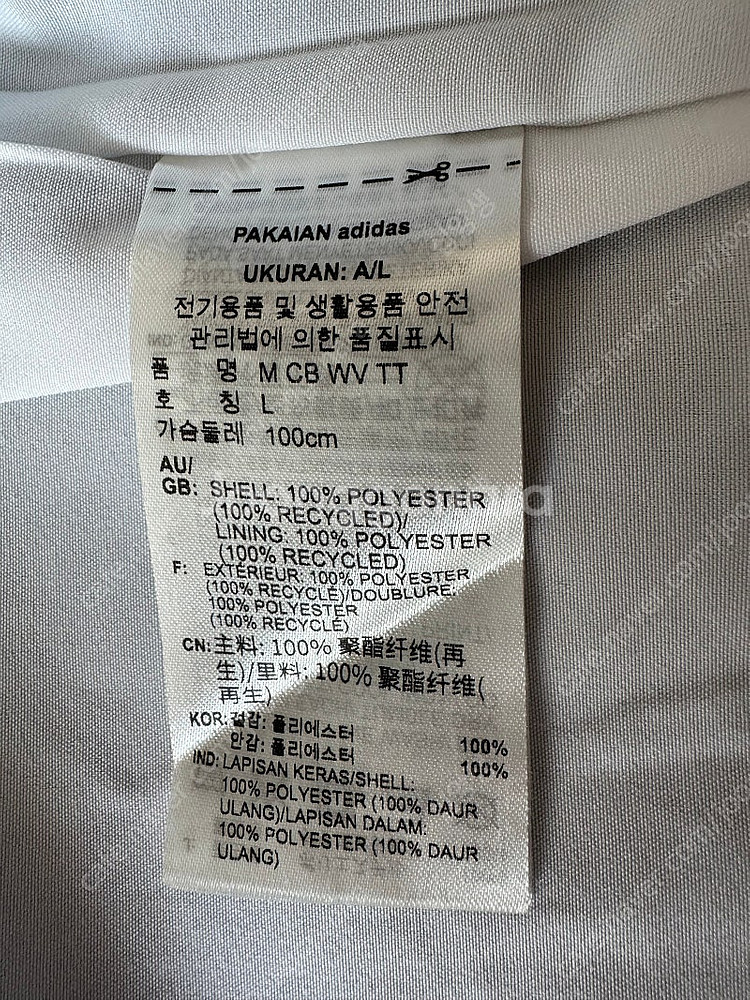 PAKAIAN adidas
UKURAN: A/L
전기용품 및 생활용품 안전
관리법에 의한 품질표시
품 명 M CB WV TT
호 칭 L
가슴둘레 100cm
AU/
GB: SHELL: 100% POLYESTER
(100% RECYCLED)/
LINING: 100% POLYESTER
(100% RECYCLED)
F: EXTÉRIEUR: 100% POLYESTER
(100% RECYCLÉ)/DOUBLURE:
100% POLYESTER
(100% RECYCLÉ)
CN: 主料: 100% 聚酯纤维(再
生)/里料: 100% 聚酯纤维(
再生)
KOR: 겉감: 폴리에스터 100%
안감: 폴리에스터 100%
IND: LAPISAN KERAS/SHELL:
100% POLYESTER (100% DAUR
ULANG)/LAPISAN DALAM:
100% POLYESTER (100% DAUR
ULANG)